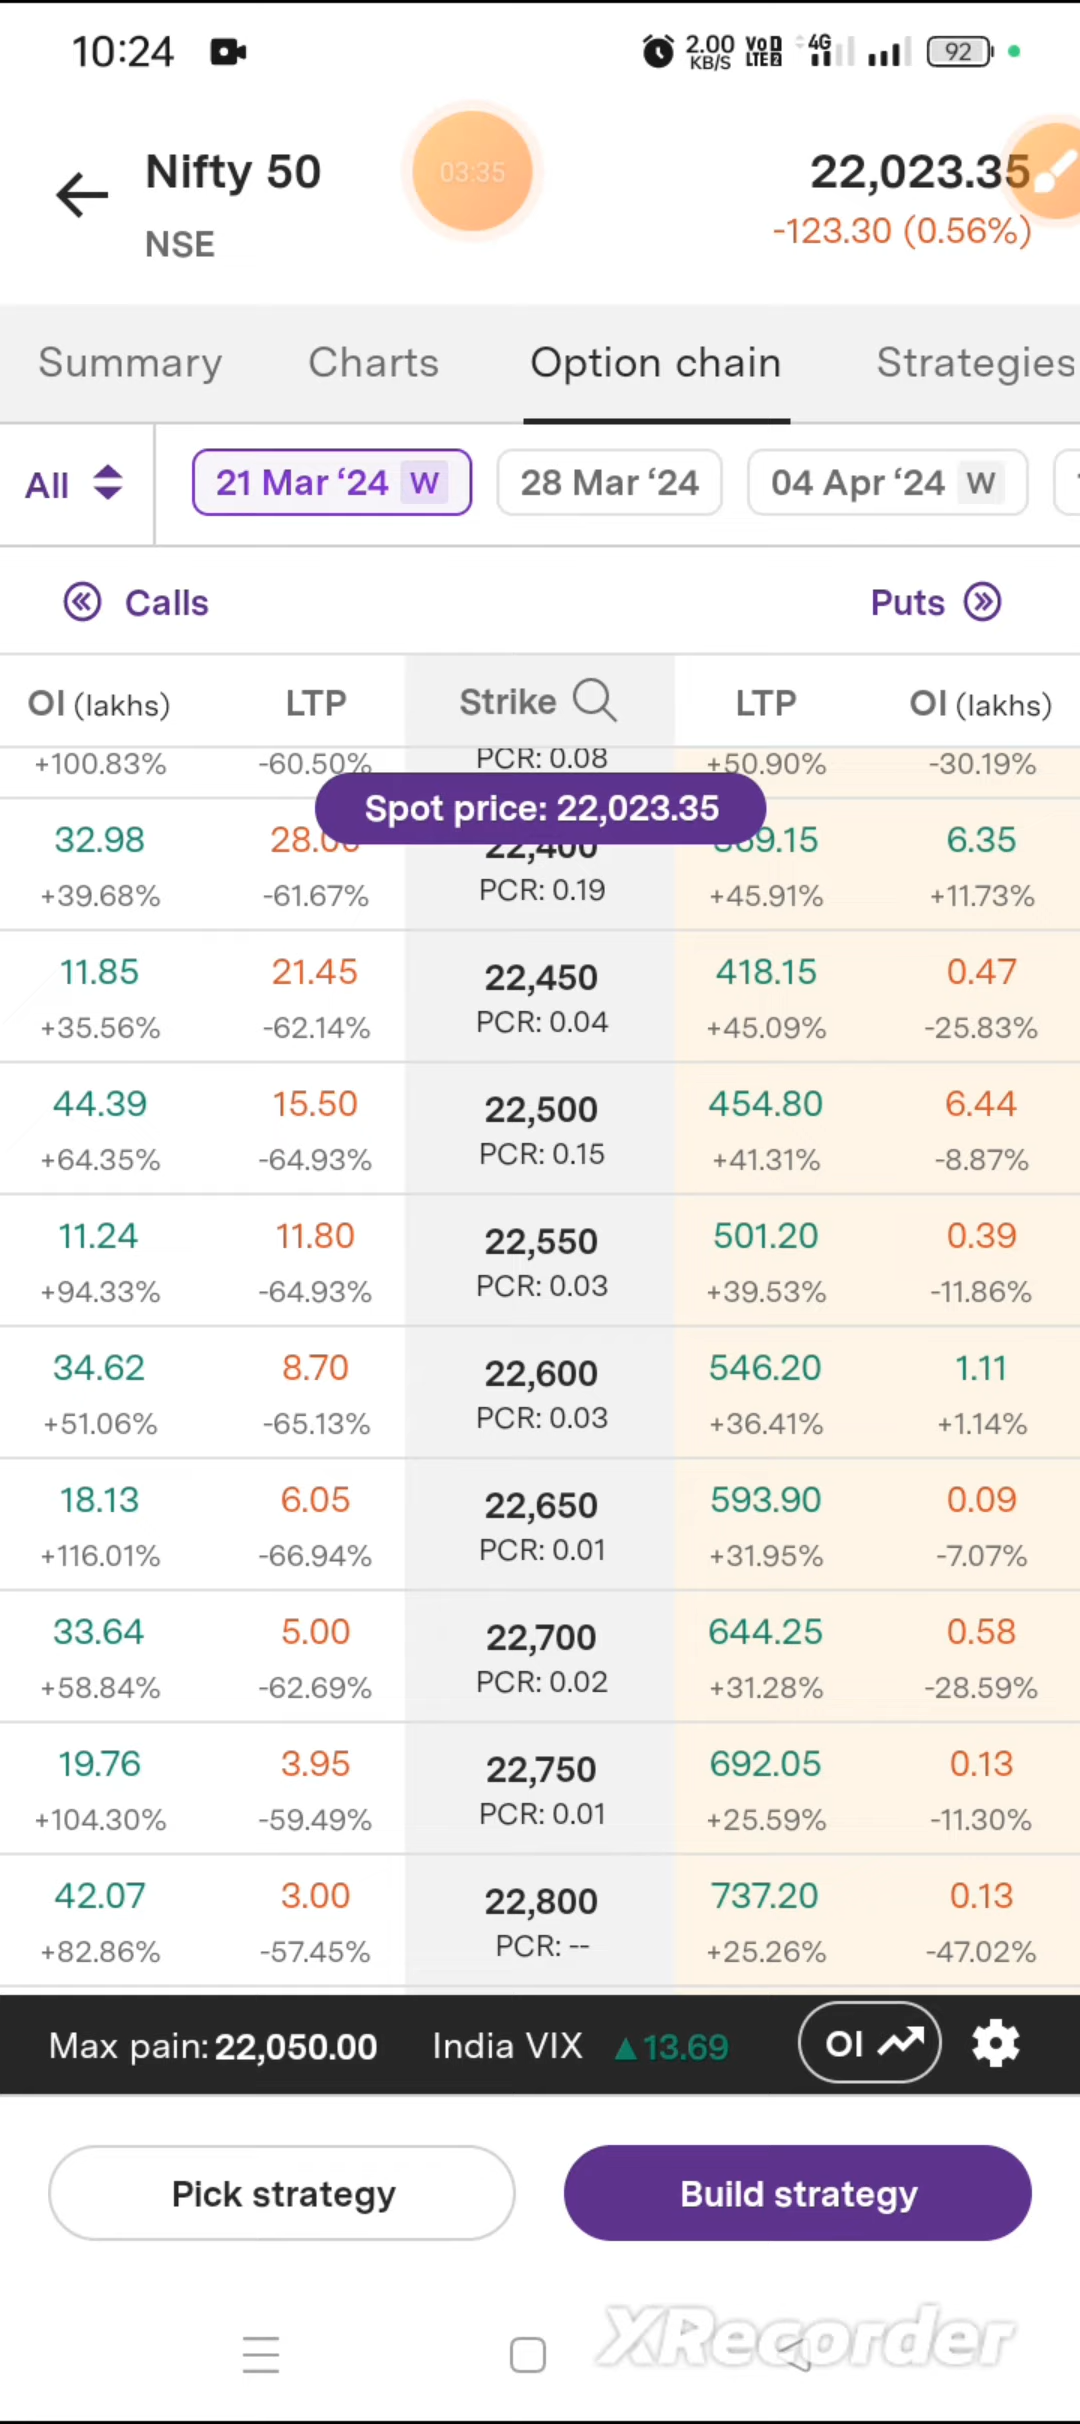 10:24 2.00 KB/S VoD LTE2 4G 92
Nifty 50 03:35 22,023.35
NSE -123.30 (0.56%)
Summary Charts Option chain Strategies
All 21 Mar ‘24 W 28 Mar ‘24 04 Apr ‘24 W
Calls Puts
OI (lakhs) LTP Strike LTP OI (lakhs)
+100.83% -60.50% PCR: 0.08 +50.90% -30.19%
Spot price: 22,023.35
32.98 22,400 6.35
+39.68% -61.67% PCR: 0.19 +45.91% +11.73%
11.85 21.45 22,450 418.15 0.47
+35.56% -62.14% PCR: 0.04 +45.09% -25.83%
44.39 15.50 22,500 454.80 6.44
+64.35% -64.93% PCR: 0.15 +41.31% -8.87%
11.24 11.80 22,550 501.20 0.39
+94.33% -64.93% PCR: 0.03 +39.53% -11.86%
34.62 8.70 22,600 546.20 1.11
+51.06% -65.13% PCR: 0.03 +36.41% +1.14%
18.13 6.05 22,650 593.90 0.09
+116.01% -66.94% PCR: 0.01 +31.95% -7.07%
33.64 5.00 22,700 644.25 0.58
+58.84% -62.69% PCR: 0.02 +31.28% -28.59%
19.76 3.95 22,750 692.05 0.13
+104.30% -59.49% PCR: 0.01 +25.59% -11.30%
42.07 3.00 22,800 737.20 0.13
+82.86% -57.45% PCR: -- +25.26% -47.02%
Max pain: 22,050.00 India VIX ▲13.69 OI
Pick strategy Build strategy
XRecorder